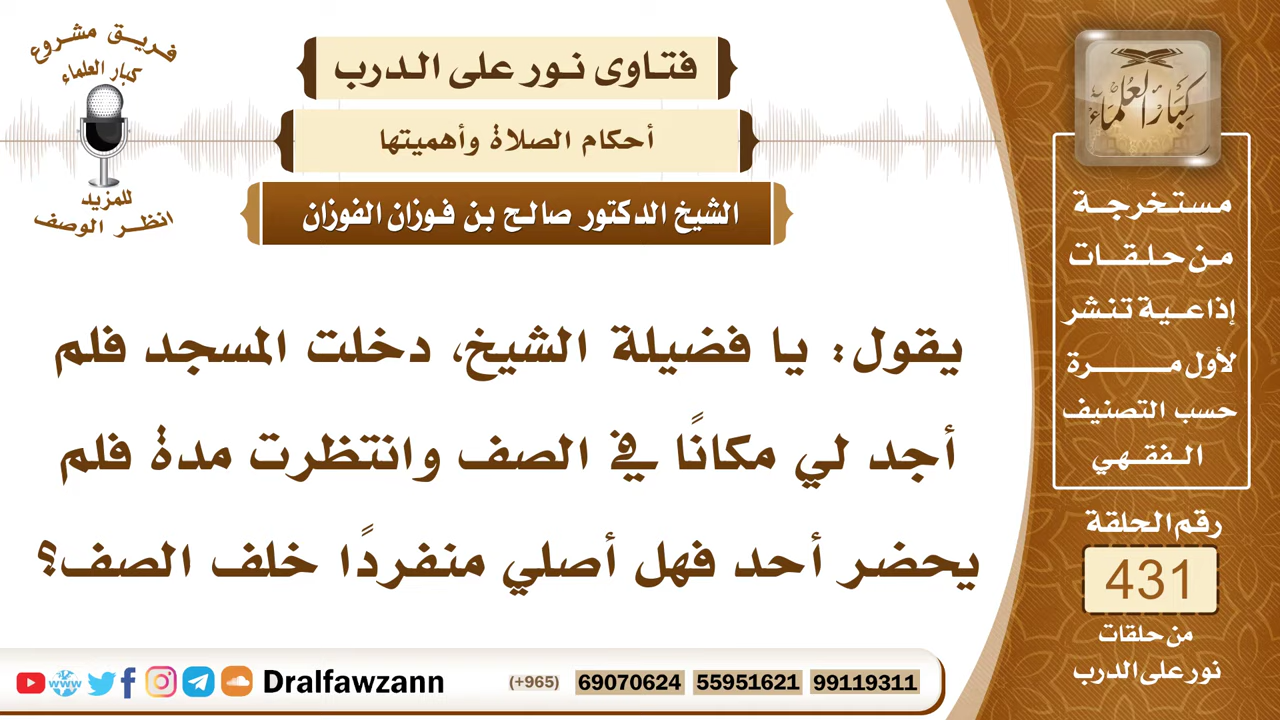 فريق مشروع
كبار العلماء
للمزيد
انظر الوصف
فتاوى نور على الدرب
أحكام الصلاة وأهميتها
الشيخ الدكتور صالح بن فوزان الفوزان
يقول: يا فضيلة الشيخ، دخلت المسجد فلم
أجد لي مكانًا في الصف وانتظرت مدة فلم
يحضر أحد فهل أصلي منفردًا خلف الصف؟
كبار العلماء
مستخرجة
من حلقات
إذاعية تنشر
لأول مرة
حسب التصنيف
الفقهي
رقم الحلقة
431
من حلقات
نور على الدرب
www
Dralfawzann (+965) 69070624 55951621 99119311